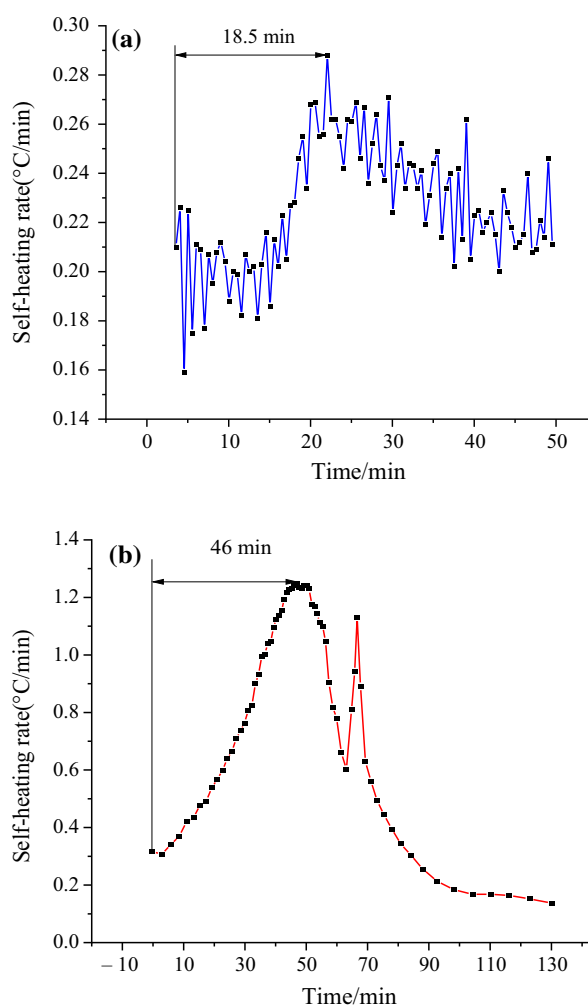 (a)
18.5 min
0.30
0.28
0.26
0.24
0.22
0.20
0.18
0.16
0.14
Self-heating rate(°C/min)
0 10 20 30 40 50
Time/min
(b)
46 min
1.4
1.2
1.0
0.8
0.6
0.4
0.2
0.0
Self-heating rate(°C/min)
– 10 10 30 50 70 90 110 130
Time/min